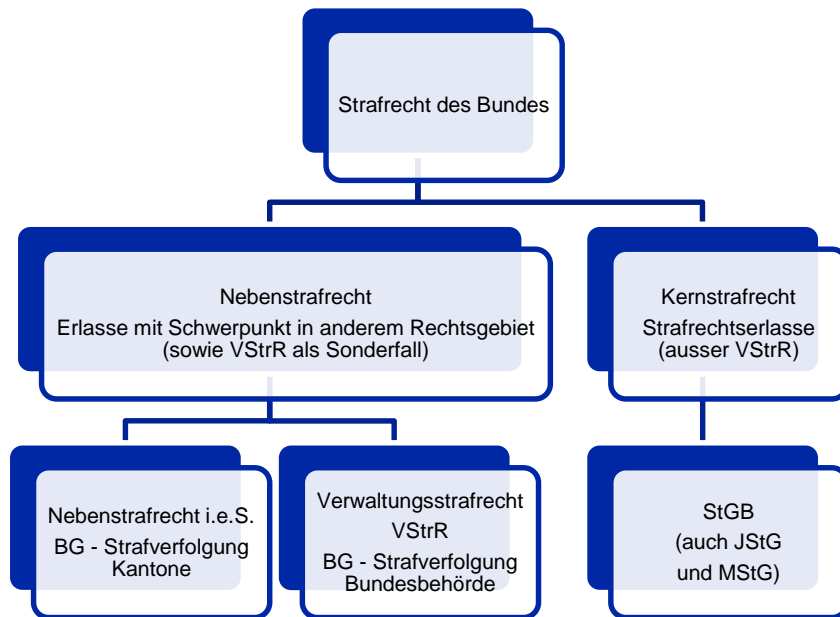 Strafrecht des Bundes
Nebenstrafrecht
Erlasse mit Schwerpunkt in anderem Rechtsgebiet
(sowie VStrR als Sonderfall)
Kernstrafrecht
Strafrechtserlasse
(ausser VStrR)
Nebenstrafrecht i.e.S.
BG - Strafverfolgung
Kantone
Verwaltungsstrafrecht
VStrR
BG - Strafverfolgung
Bundesbehörde
StGB
(auch JStG
und MStG)